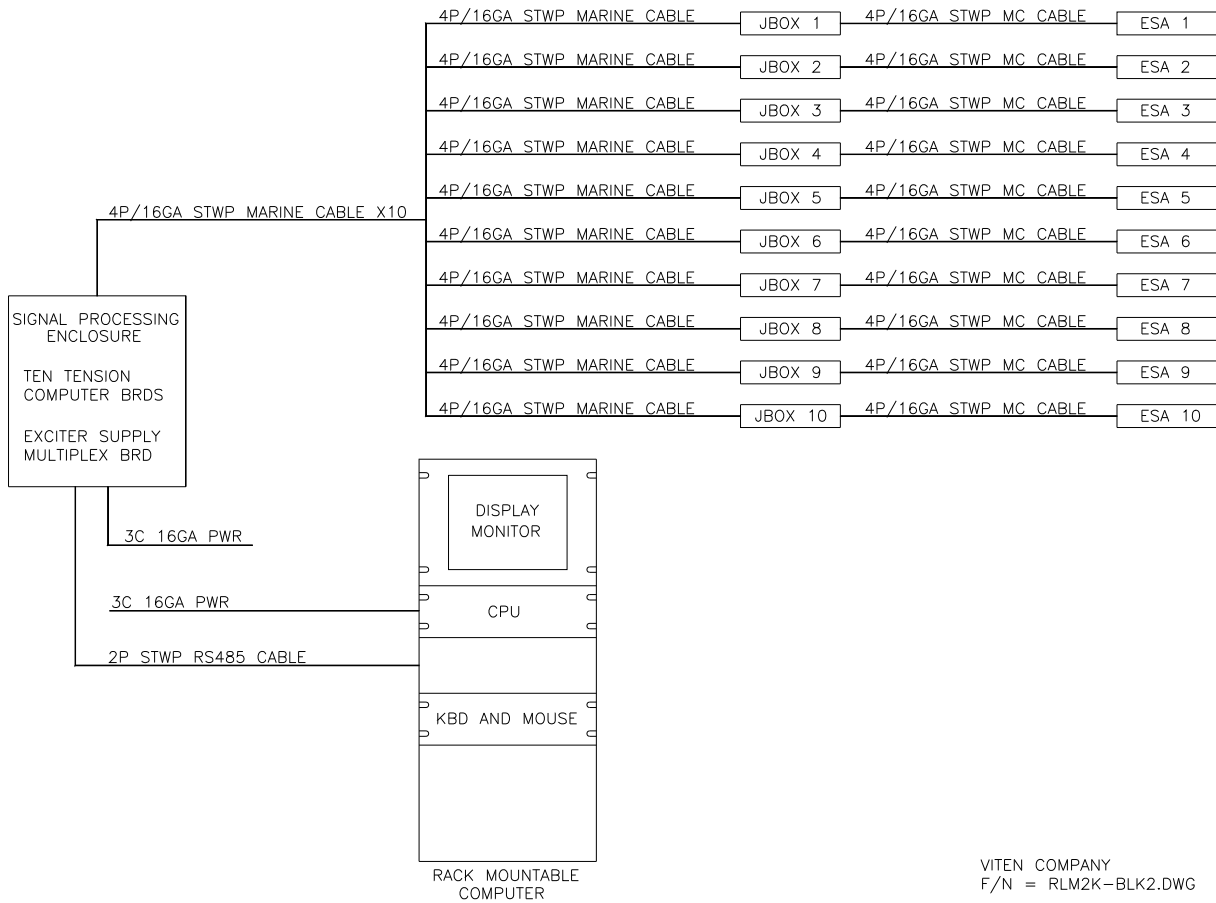 4P/16GA STWP MARINE CABLE JBOX 1 4P/16GA STWP MC CABLE ESA 1
4P/16GA STWP MARINE CABLE JBOX 2 4P/16GA STWP MC CABLE ESA 2
4P/16GA STWP MARINE CABLE JBOX 3 4P/16GA STWP MC CABLE ESA 3
4P/16GA STWP MARINE CABLE JBOX 4 4P/16GA STWP MC CABLE ESA 4
4P/16GA STWP MARINE CABLE JBOX 5 4P/16GA STWP MC CABLE ESA 5
4P/16GA STWP MARINE CABLE X10
4P/16GA STWP MARINE CABLE JBOX 6 4P/16GA STWP MC CABLE ESA 6
4P/16GA STWP MARINE CABLE JBOX 7 4P/16GA STWP MC CABLE ESA 7
4P/16GA STWP MARINE CABLE JBOX 8 4P/16GA STWP MC CABLE ESA 8
4P/16GA STWP MARINE CABLE JBOX 9 4P/16GA STWP MC CABLE ESA 9
4P/16GA STWP MARINE CABLE JBOX 10 4P/16GA STWP MC CABLE ESA 10
SIGNAL PROCESSING
ENCLOSURE
TEN TENSION
COMPUTER BRDS
EXCITER SUPPLY
MULTIPLEX BRD
3C 16GA PWR
3C 16GA PWR
2P STWP RS485 CABLE
DISPLAY
MONITOR
CPU
KBD AND MOUSE
RACK MOUNTABLE
COMPUTER
VITEN COMPANY
F/N = RLM2K-BLK2.DWG